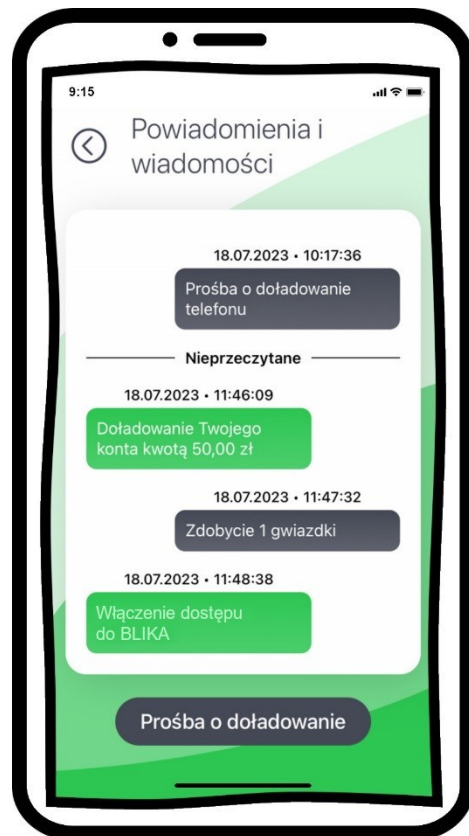 9:15
Powiadomienia i
wiadomości
18.07.2023 • 10:17:36
Prośba o doładowanie
telefonu
Nieprzeczytane
18.07.2023 • 11:46:09
Doładowanie Twojego
konta kwotą 50,00 zł
18.07.2023 • 11:47:32
Zdobycie 1 gwiazdki
18.07.2023 • 11:48:38
Włączenie dostępu
do BLIKA
Prośba o doładowanie